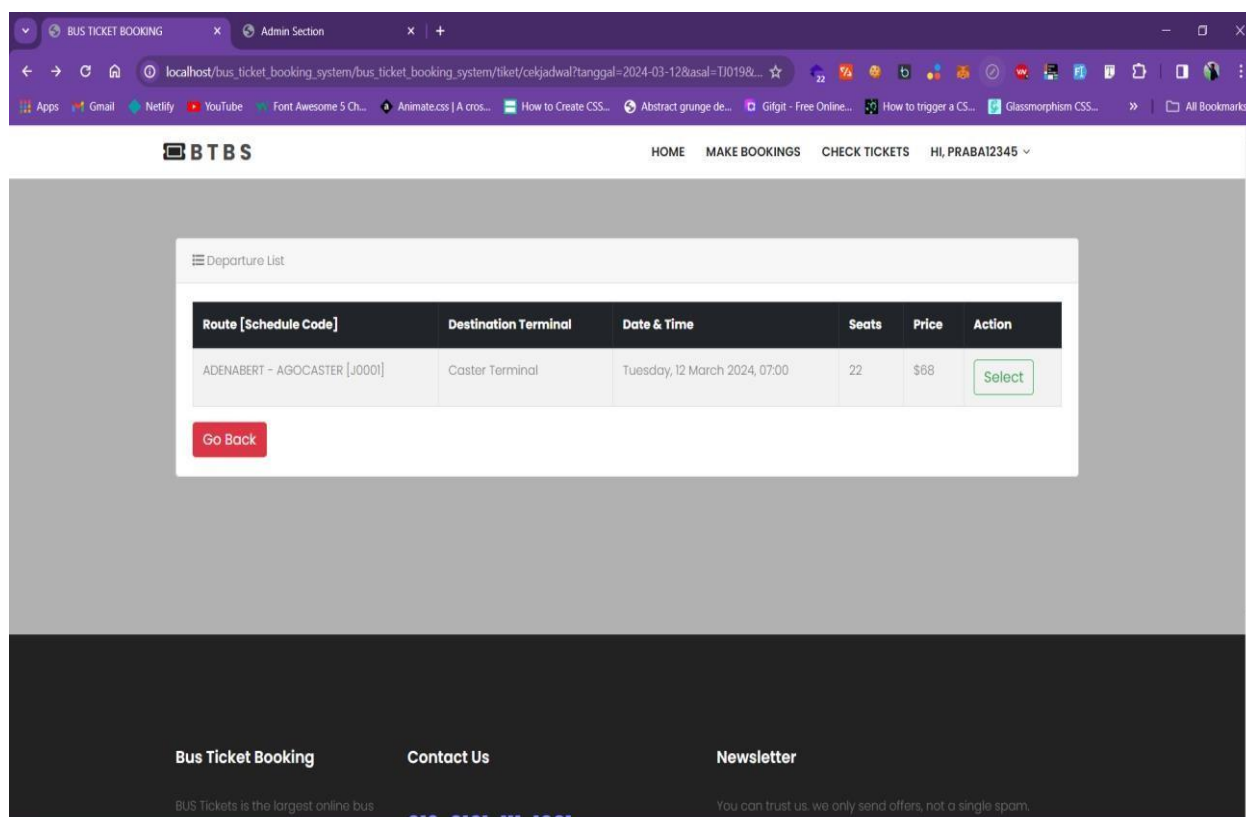 BUS TICKET BOOKING
Admin Section
localhost/bus_ticket_booking_system/bus_ticket_booking_system/tiket/cekjadwal?tanggal=2024-03-12&asal=TJ019&...
22
Apps Gmail Netlify YouTube Font Awesome 5 Ch... Animate.css | A cros... How to Create CSS... Abstract grunge de... Gifgit - Free Online... How to trigger a CS... Glassmorphism CSS... » All Bookmarks
BTBS
HOME MAKE BOOKINGS CHECK TICKETS HI, PRABA12345
Departure List
Route [Schedule Code] Destination Terminal Date & Time Seats Price Action
ADENABERT - AGOCASTER [J0001] Caster Terminal Tuesday, 12 March 2024, 07:00 22 $68 Select
Go Back
Bus Ticket Booking Contact Us Newsletter
BUS Tickets is the largest online bus You can trust us. we only send offers, not a single spam.